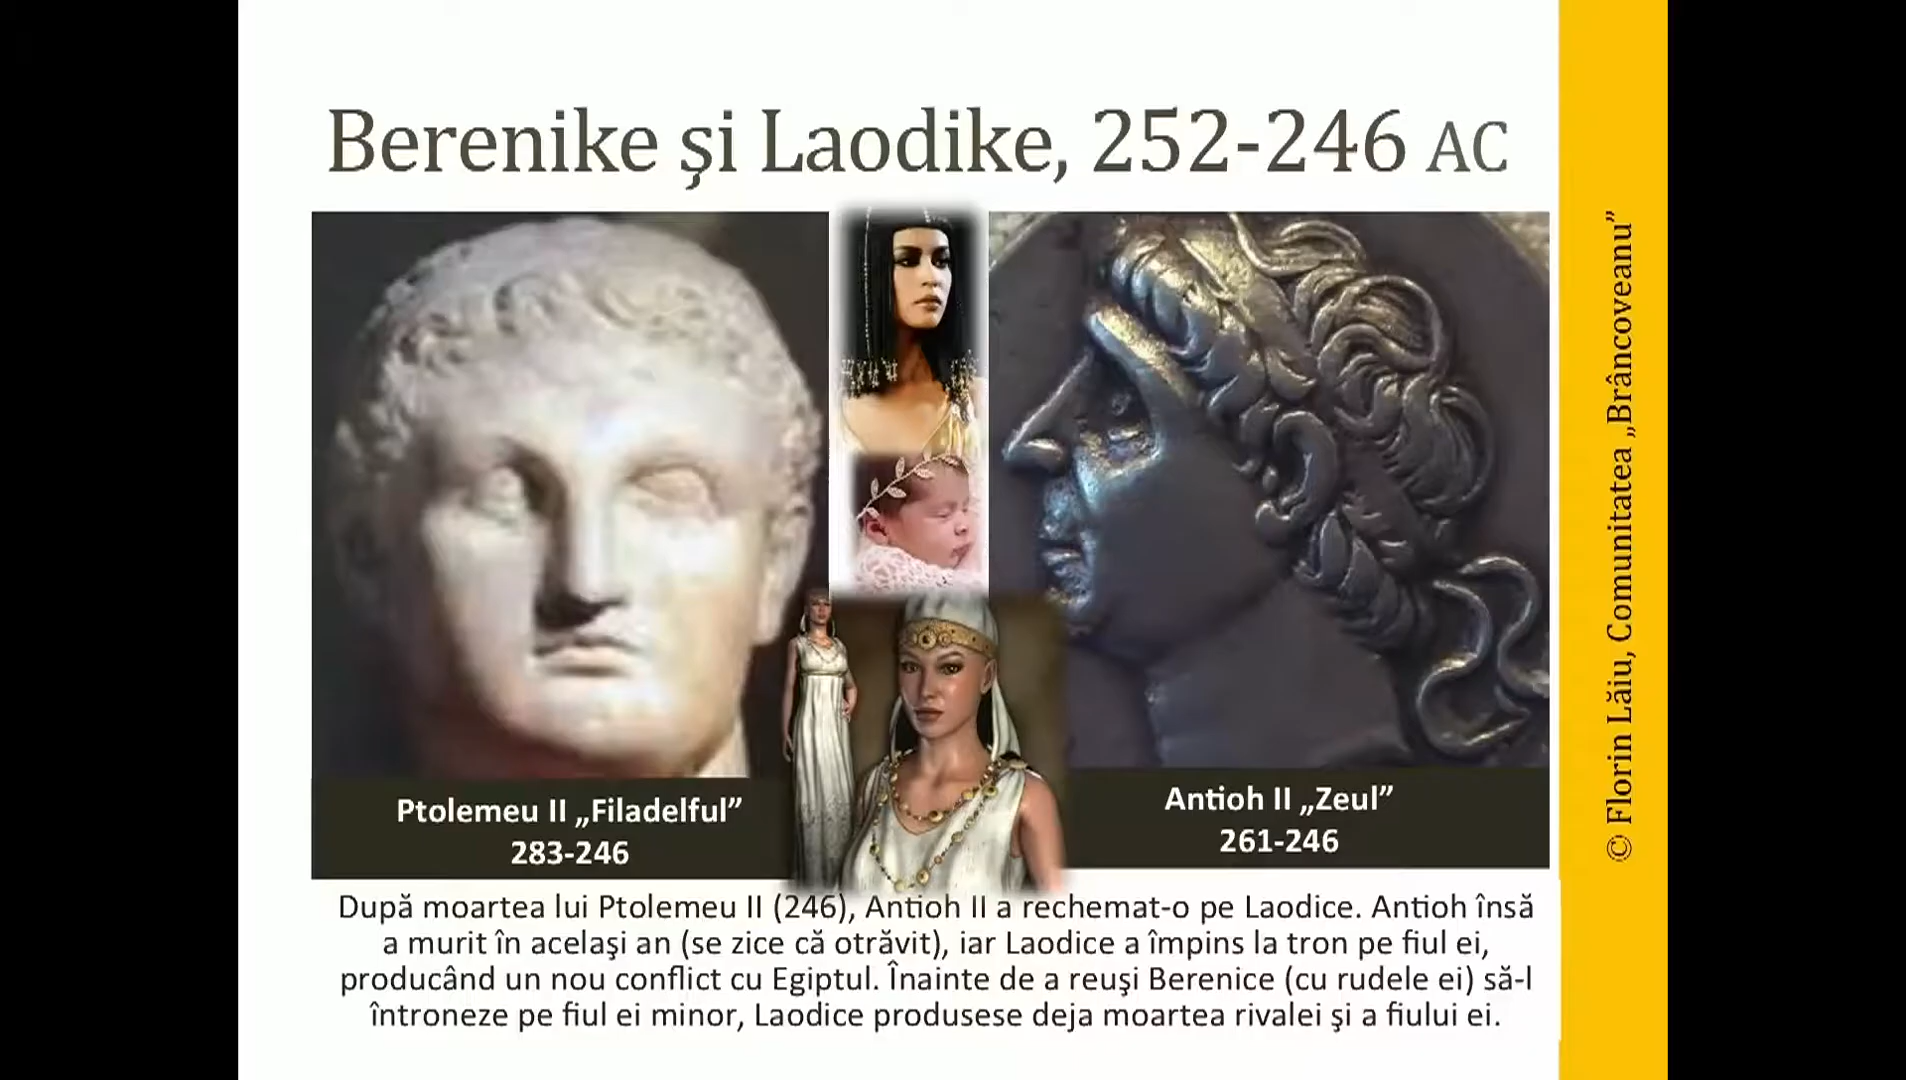 Berenike şi Laodike, 252-246 AC
Ptolemeu II „Filadelful”
283-246
Antioh II „Zeul”
261-246
După moartea lui Ptolemeu II (246), Antioh II a rechemat-o pe Laodice. Antioh însă
a murit în acelaşi an (se zice că otrăvit), iar Laodice a împins la tron pe fiul ei,
producând un nou conflict cu Egiptul. Înainte de a reuşi Berenice (cu rudele ei) să-l
întroneze pe fiul ei minor, Laodice produsese deja moartea rivalei şi a fiului ei.
© Florin Lăiu, Comunitatea „Brâncoveanu”